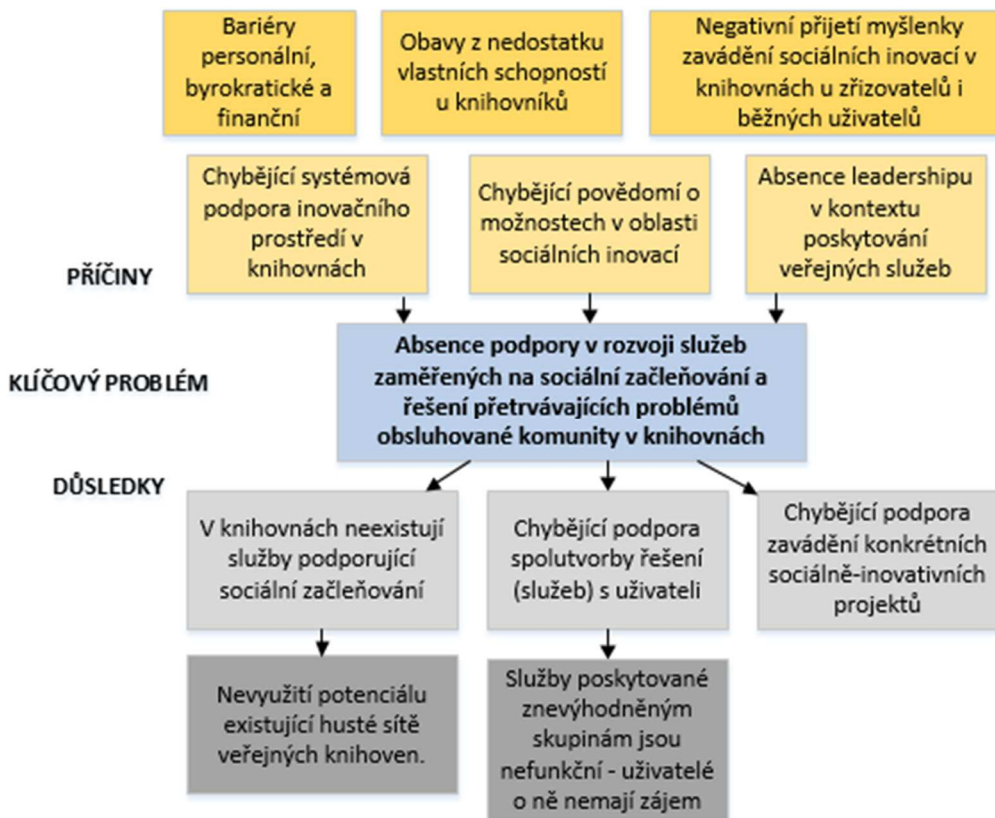 Bariéry
personální,
byrokratické a
finanční
Obavy z nedostatku
vlastních schopností
u knihovníků
Negativní přijetí myšlenky
zavádění sociálních inovací v
knihovnách u zřizovatelů i
běžných uživatelů
Chybějící systémová
podpora inovačního
prostředí v
knihovnách
Chybějící povědomí o
možnostech v oblasti
sociálních inovací
Absence leadershipu
v kontextu
poskytování
veřejných služeb
PŘÍČINY
KLÍČOVÝ PROBLÉM
Absence podpory v rozvoji služeb
zaměřených na sociální začleňování a
řešení přetrvávajících problémů
obsluhované komunity v knihovnách
DŮSLEDKY
V knihovnách neexistují
služby podporující
sociální začleňování
Chybějící podpora
spolutvorby řešení
(služeb) s uživateli
Chybějící podpora
zavádění konkrétních
sociálně-inovativních
projektů
Nevyužití potenciálu
existující husté sítě
veřejných knihoven.
Služby poskytované
znevýhodněným
skupinám jsou
nefunkční - uživatelé
o ně nemají zájem